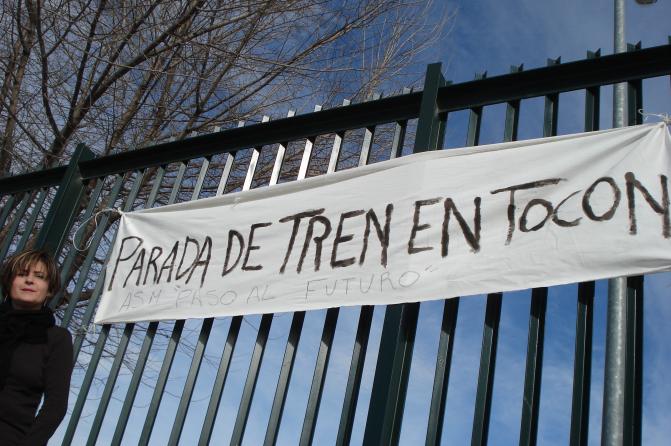 PARADA DE TREN EN TOCON
ASM "PASO AL FUTURO"